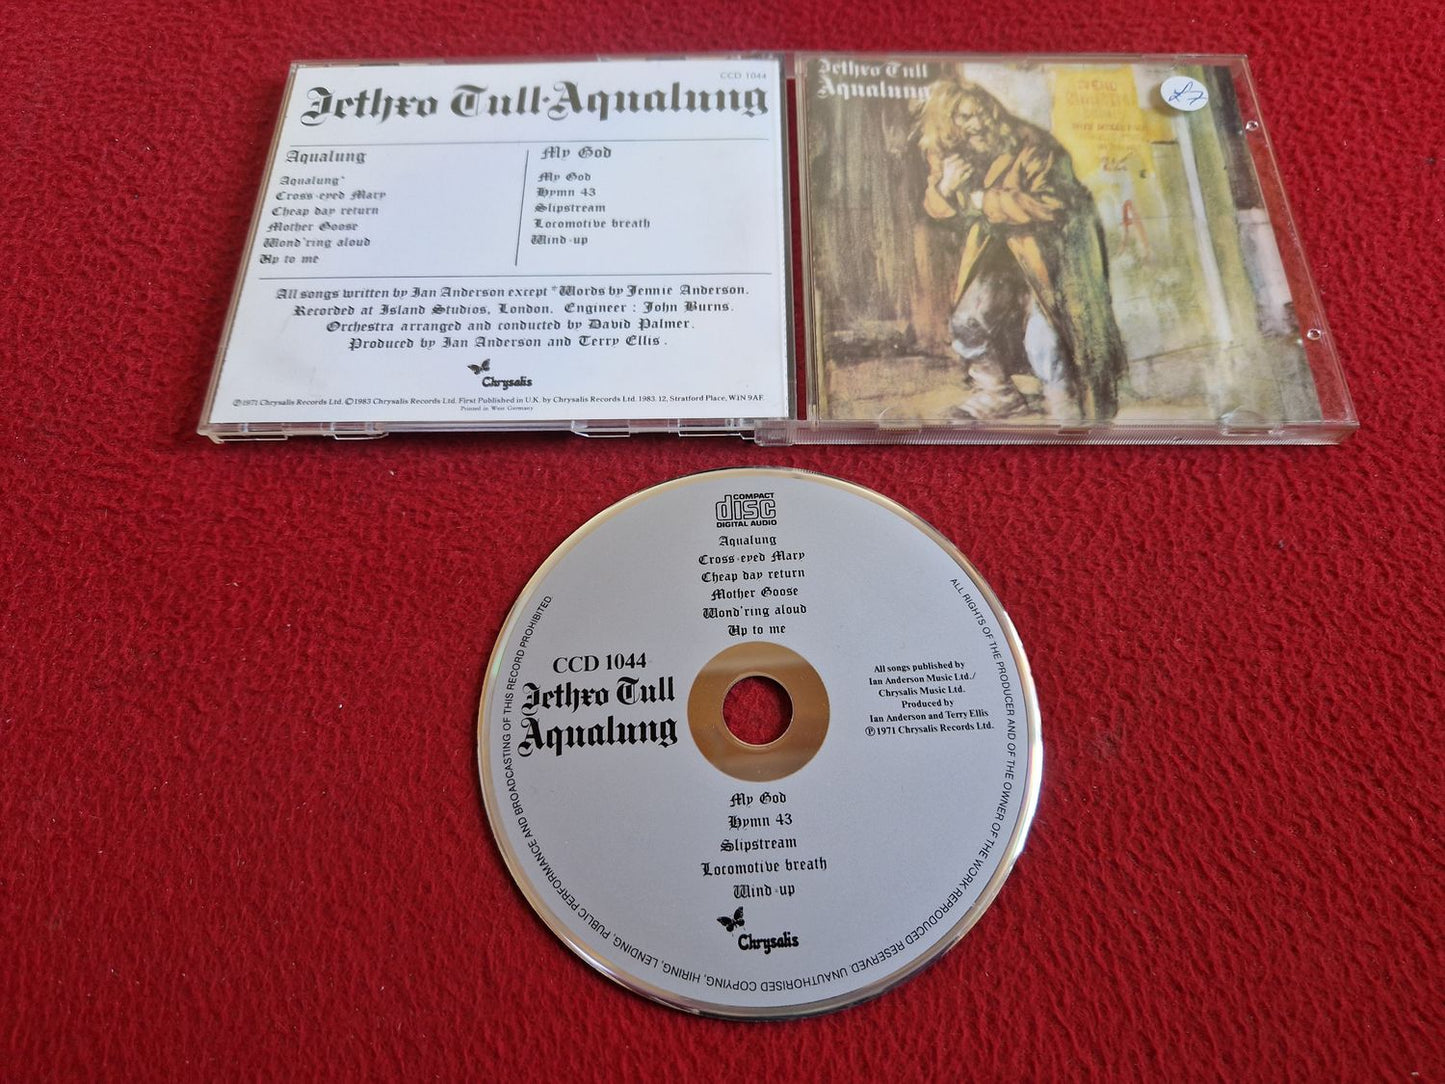 CCD 1044
Jethro Tull·Aqualung
Aqualung
Aqualung*
Cross-eyed Mary
Cheap day return
Mother Goose
Wond'ring aloud
Up to me
My God
My God
Hymn 43
Slipstream
Locomotive breath
Wind-up
All songs written by Ian Anderson except *Words by Jennie Anderson.
Recorded at Island Studios, London. Engineer : John Burns.
Orchestra arranged and conducted by David Palmer.
Produced by Ian Anderson and Terry Ellis.
Chrysalis
℗1971 Chrysalis Records Ltd. ©1983 Chrysalis Records Ltd. First Published in U.K. by Chrysalis Records Ltd. 1983. 12, Stratford Place, W1N 9AF.
Printed in West Germany
Jethro Tull
Aqualung
£7
COMPACT
disc
DIGITAL AUDIO
Aqualung
Cross-eyed Mary
Cheap day return
Mother Goose
Wond'ring aloud
Up to me
CCD 1044
Jethro Tull
Aqualung
All songs published by
Ian Anderson Music Ltd./
Chrysalis Music Ltd.
Produced by
Ian Anderson and Terry Ellis
℗1971 Chrysalis Records Ltd.
My God
Hymn 43
Slipstream
Locomotive breath
Wind-up
Chrysalis
ALL RIGHTS OF THE PRODUCER AND OF THE OWNER OF THE WORK REPRODUCED RESERVED. UNAUTHORISED COPYING, HIRING, LENDING, PUBLIC PERFORMANCE AND BROADCASTING OF THIS RECORD PROHIBITED.